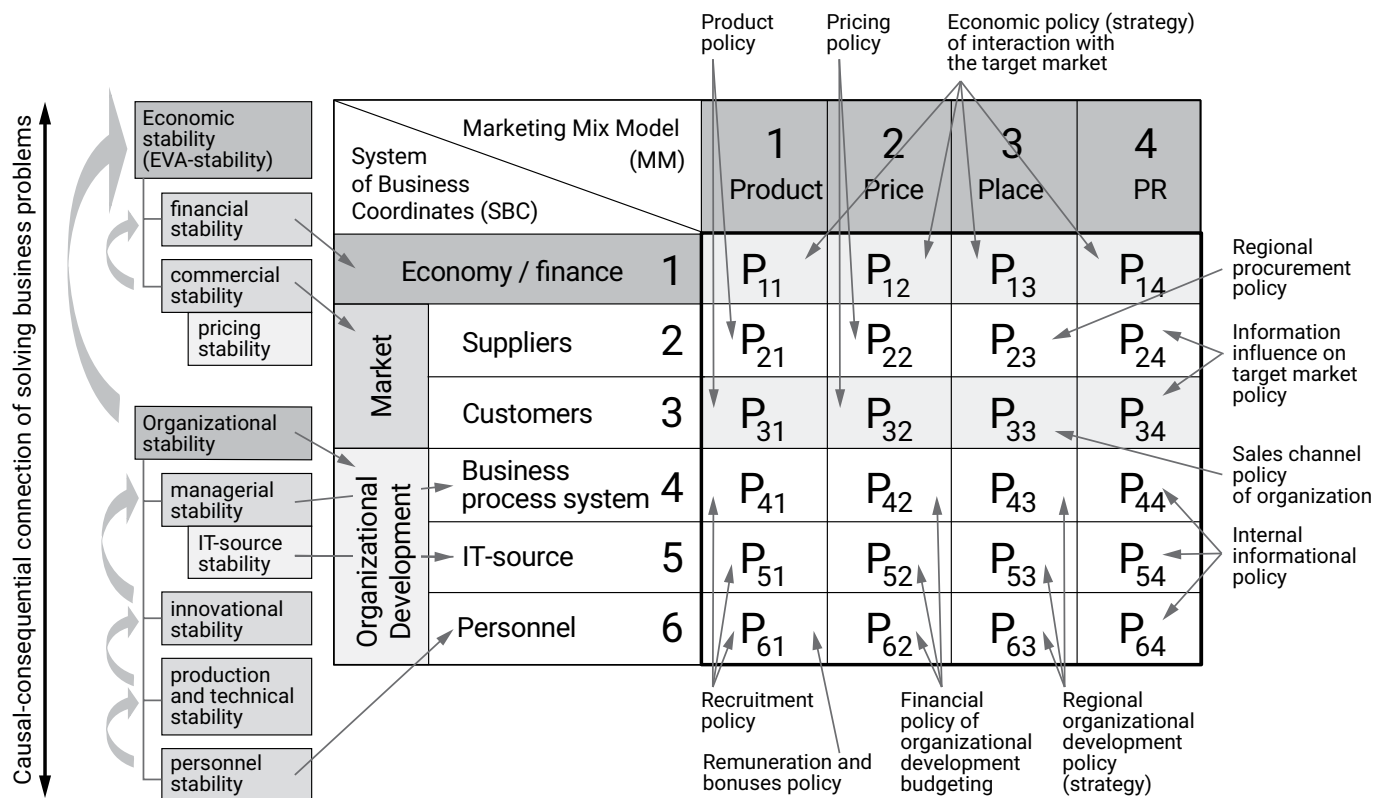 Product
policy
Pricing
policy
Economic policy (strategy)
of interaction with
the target market
Causal-consequential connection of solving business problems
Economic
stability
(EVA-stability)
financial
stability
commercial
stability
pricing
stability
Organizational
stability
managerial
stability
IT-source
stability
innovational
stability
production
and technical
stability
personnel
stability
Marketing Mix Model
(MM)
System
of Business
Coordinates (SBC)
1
Product
2
Price
3
Place
4
PR
Economy / finance 1 P11 P12 P13 P14
Market
Suppliers 2 P21 P22 P23 P24
Customers 3 P31 P32 P33 P34
Organizational
Development
Business
process system 4 P41 P42 P43 P44
IT-source 5 P51 P52 P53 P54
Personnel 6 P61 P62 P63 P64
Regional
procurement
policy
Information
influence on
target market
policy
Sales channel
policy
of organization
Internal
informational
policy
Recruitment
policy
Remuneration and
bonuses policy
Financial
policy of
organizational
development
budgeting
Regional
organizational
development
policy
(strategy)